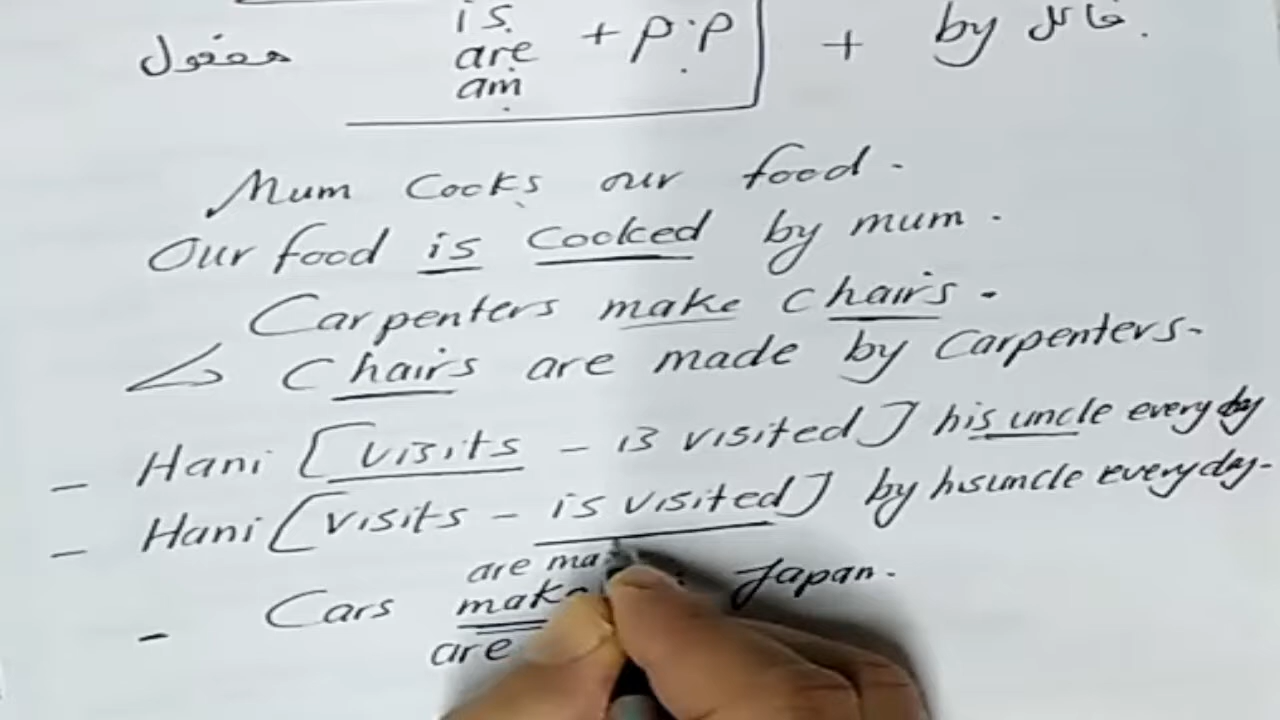 is
مفعول are + p.p + by فاعل.
am
Mum Cooks our food.
Our food is Cooked by mum.
Carpenters make chairs.
Chairs are made by Carpenters.
- Hani [visits - is visited] his uncle every day
- Hani [visits - is visited] by his uncle every day.
are
- Cars make Japan.
are